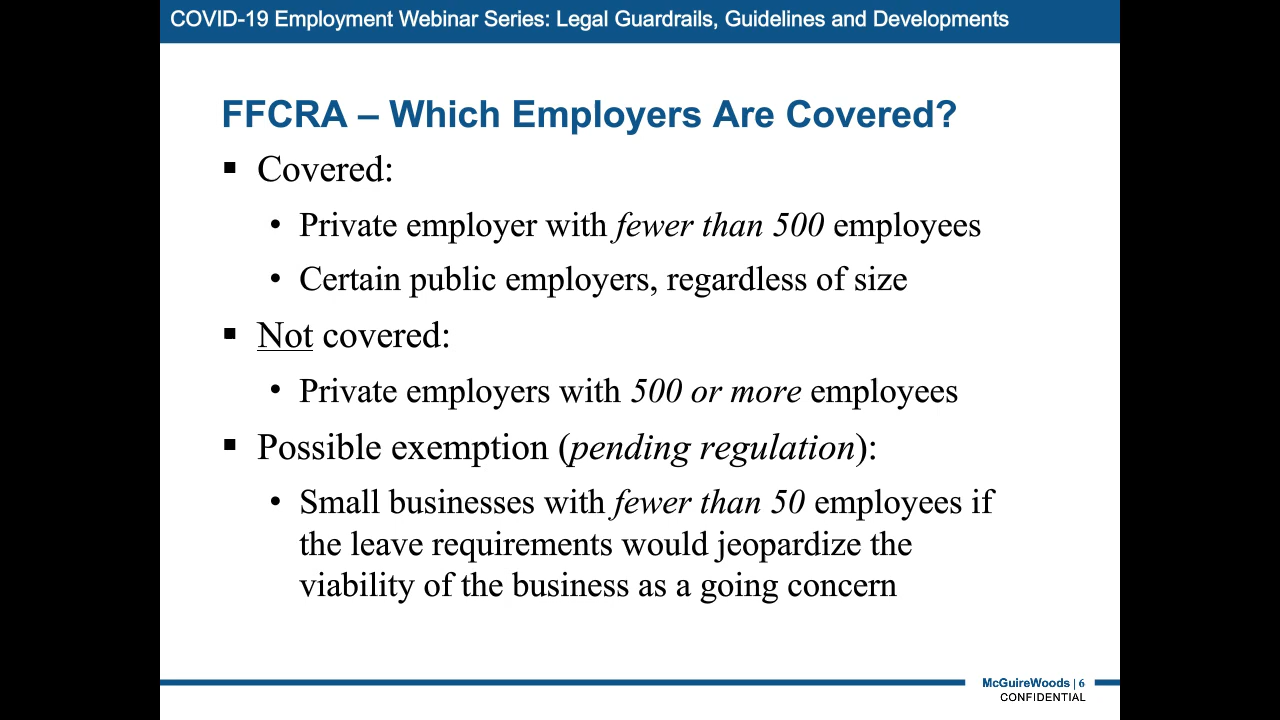 COVID-19 Employment Webinar Series: Legal Guardrails, Guidelines and Developments
FFCRA – Which Employers Are Covered?
▪ Covered:
• Private employer with fewer than 500 employees
• Certain public employers, regardless of size
▪ Not covered:
• Private employers with 500 or more employees
▪ Possible exemption (pending regulation):
• Small businesses with fewer than 50 employees if
the leave requirements would jeopardize the
viability of the business as a going concern
McGuireWoods | 6
CONFIDENTIAL